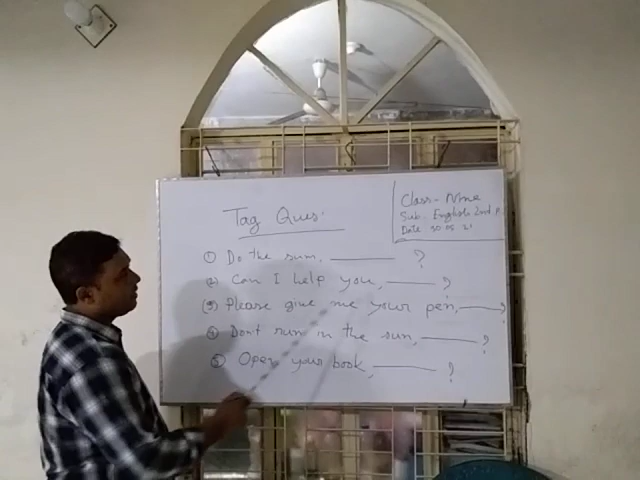 Class - Nine
Sub - English 2nd P.
Date 30 05 21
Tag Ques:
① Do the sum, ______ ?
② Can I help you, ______ ?
③ Please give me your pen, ______ ?
④ Dont run in the sun, ______ ?
⑤ Open your book, ______ ?